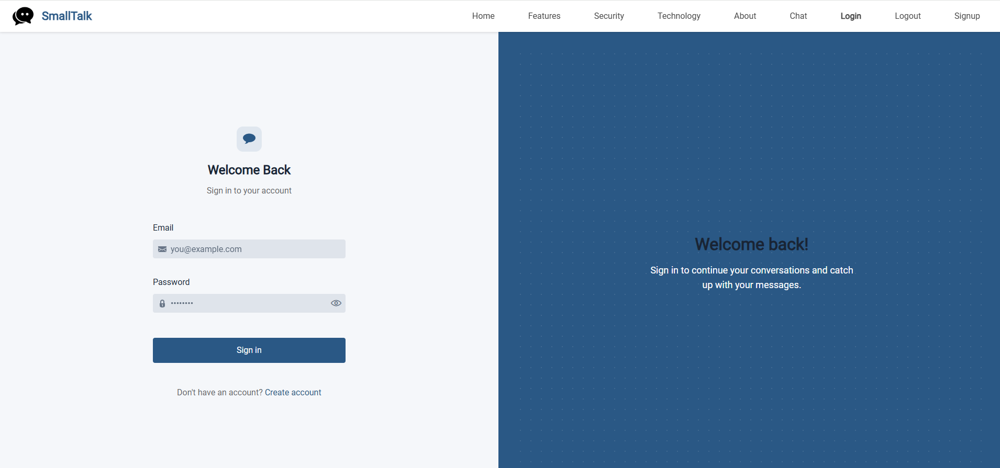 SmallTalk
Home Features Security Technology About Chat Login Logout Signup
Welcome Back
Sign in to your account
Email
you@example.com
Password
••••••••
Sign in
Don't have an account? Create account
Welcome back!
Sign in to continue your conversations and catch
up with your messages.